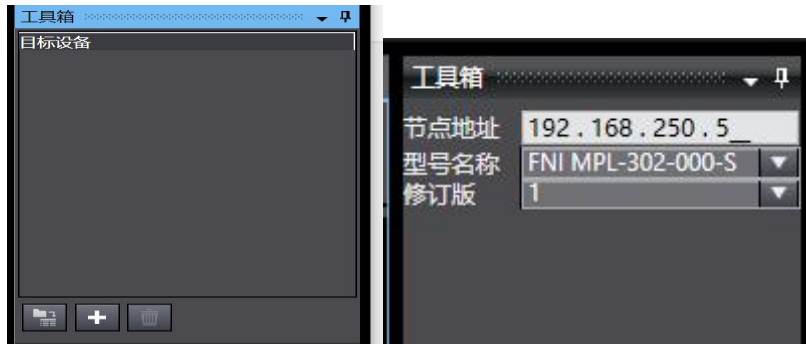 工具箱
目标设备
工具箱
节点地址 192.168.250.5_
型号名称 FNI MPL-302-000-S
修订版 1